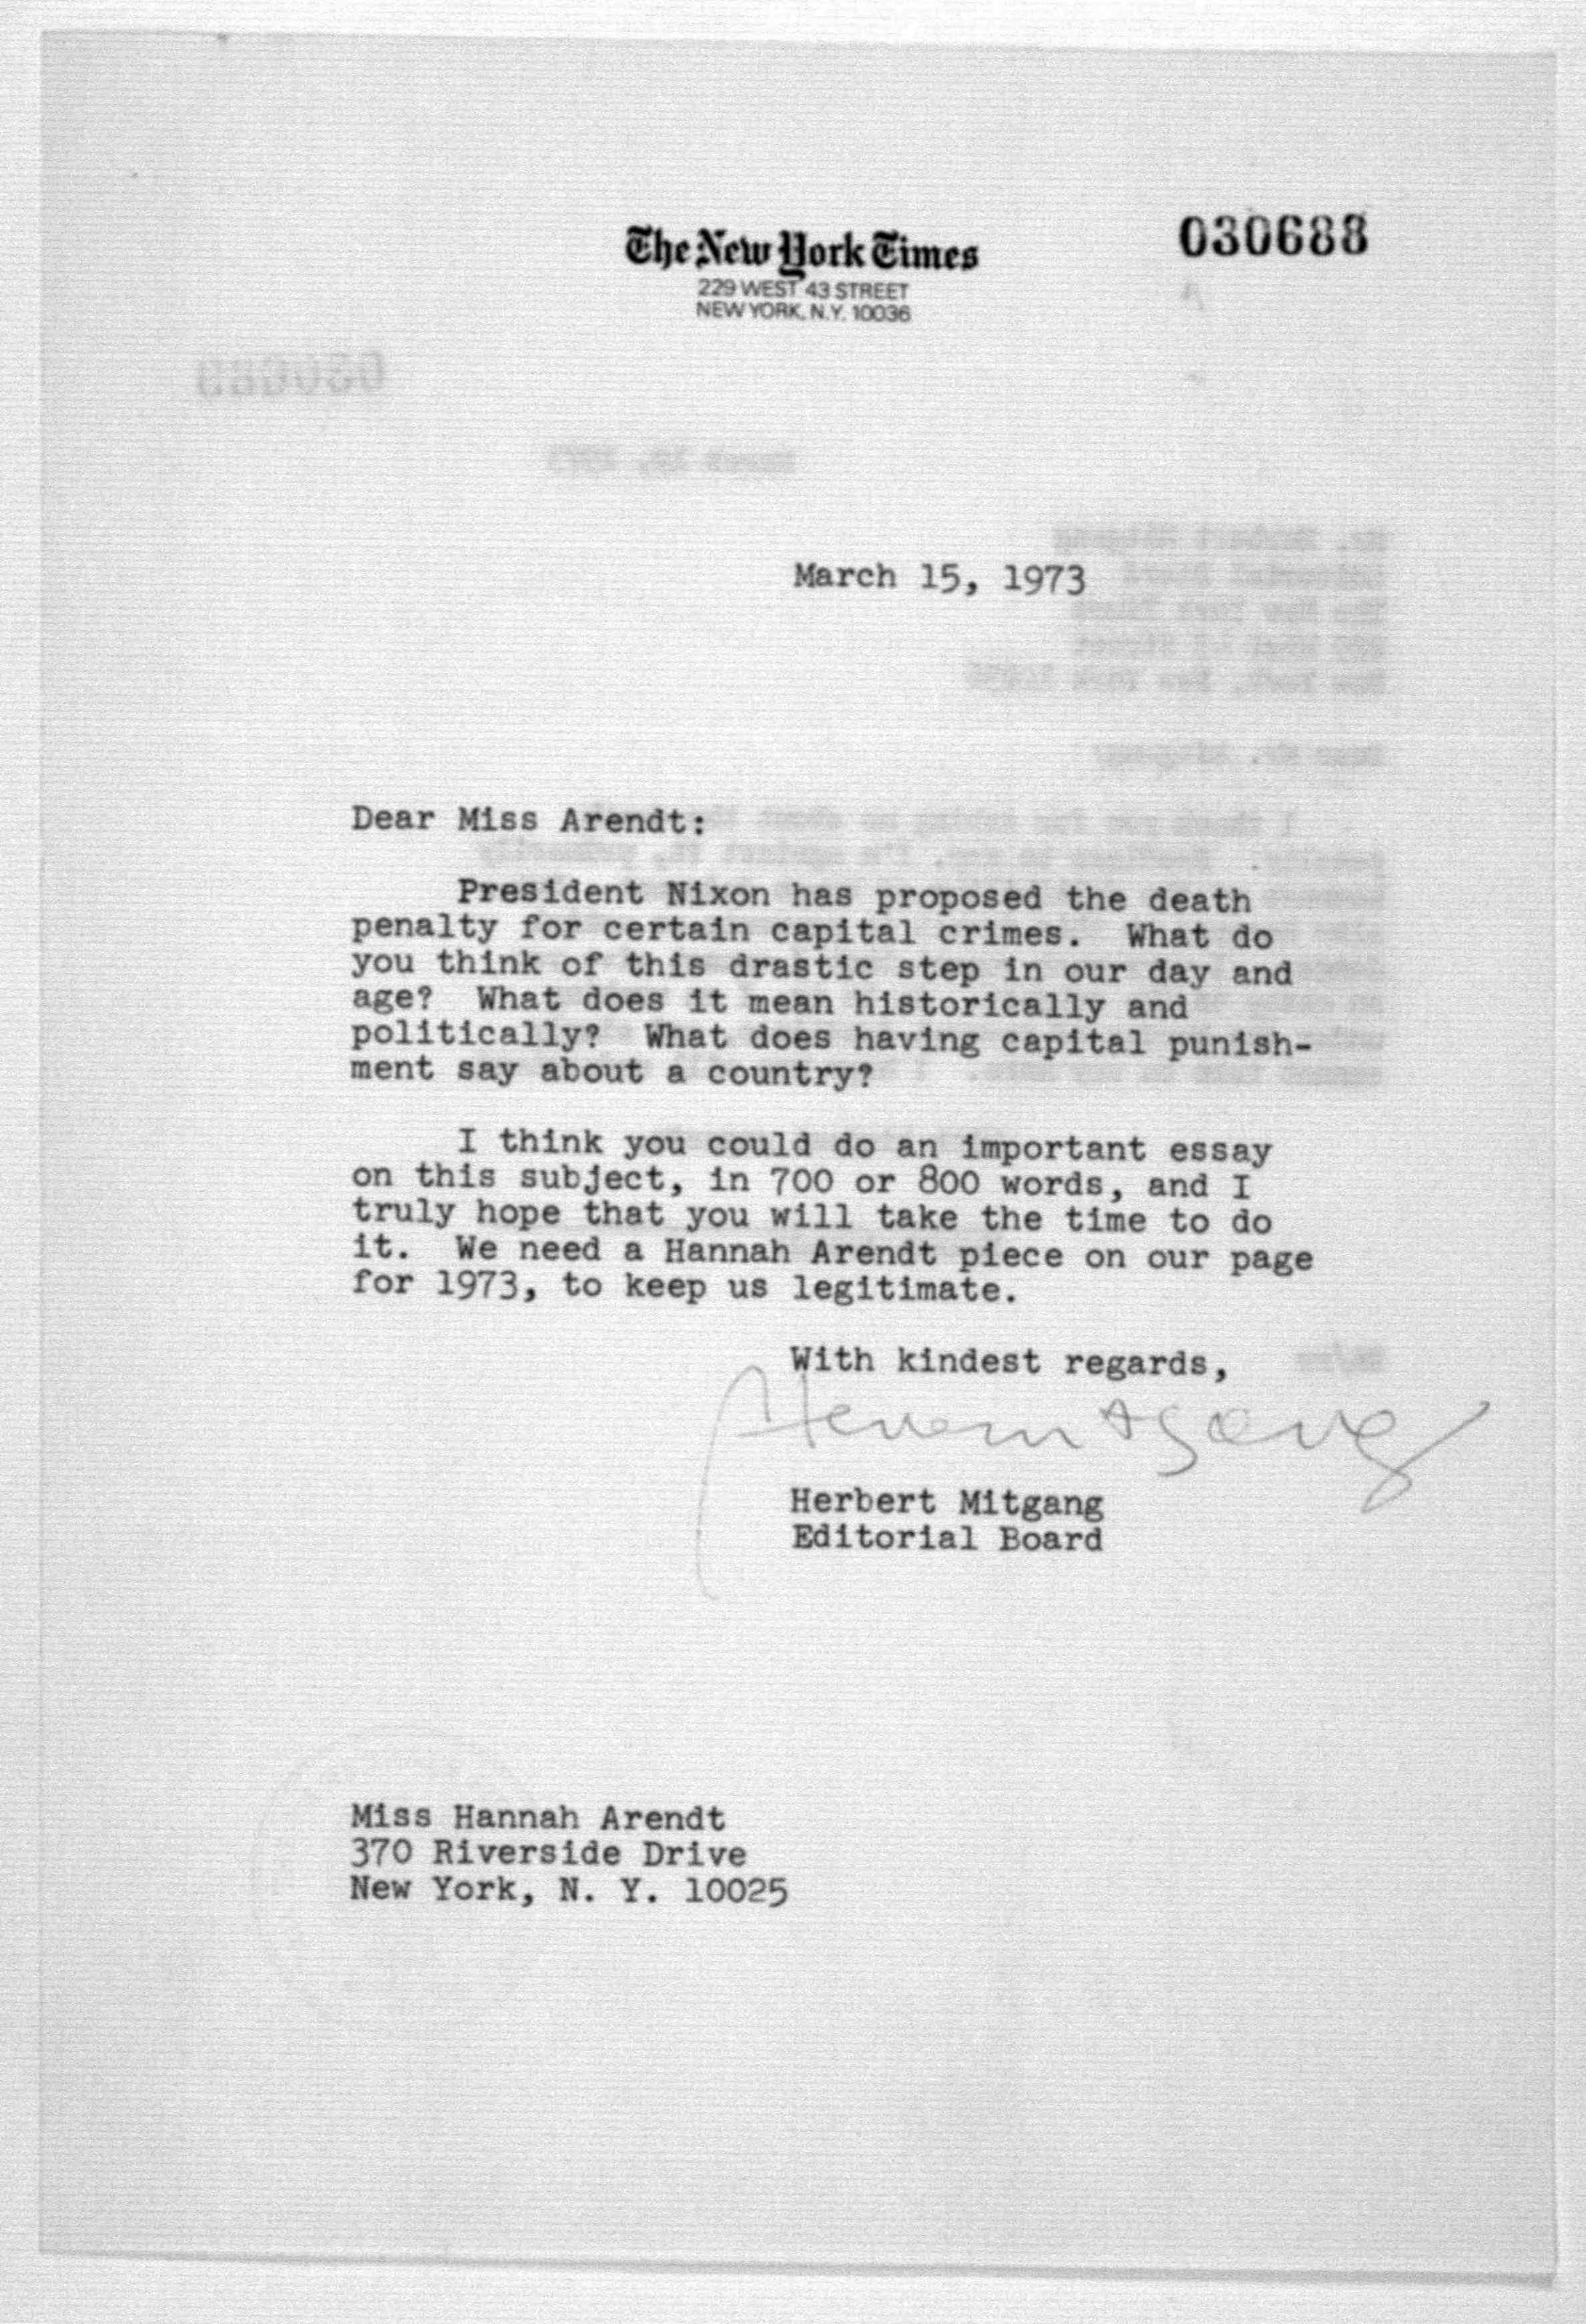 The New York Times
229 WEST 43 STREET
NEW YORK, N.Y. 10036
030688
March 15, 1973
Dear Miss Arendt:
President Nixon has proposed the death
penalty for certain capital crimes. What do
you think of this drastic step in our day and
age? What does it mean historically and
politically? What does having capital punish-
ment say about a country?
I think you could do an important essay
on this subject, in 700 or 800 words, and I
truly hope that you will take the time to do
it. We need a Hannah Arendt piece on our page
for 1973, to keep us legitimate.
With kindest regards,
Herbert Mitgang
Editorial Board
Miss Hannah Arendt
370 Riverside Drive
New York, N. Y. 10025